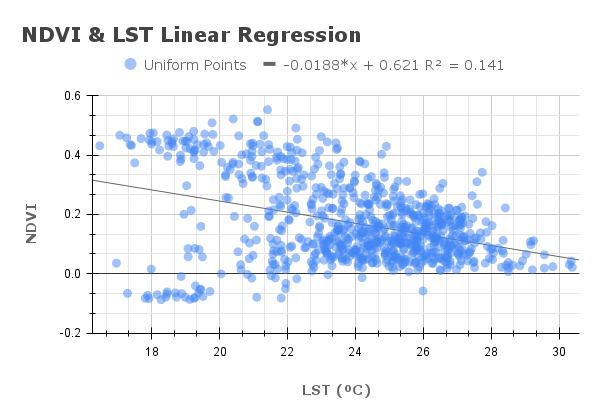 NDVI & LST Linear Regression
Uniform Points -0.0188*x + 0.621 R² = 0.141
0.6
0.4
0.2
0.0
-0.2
NDVI
18 20 22 24 26 28 30
LST (ºC)